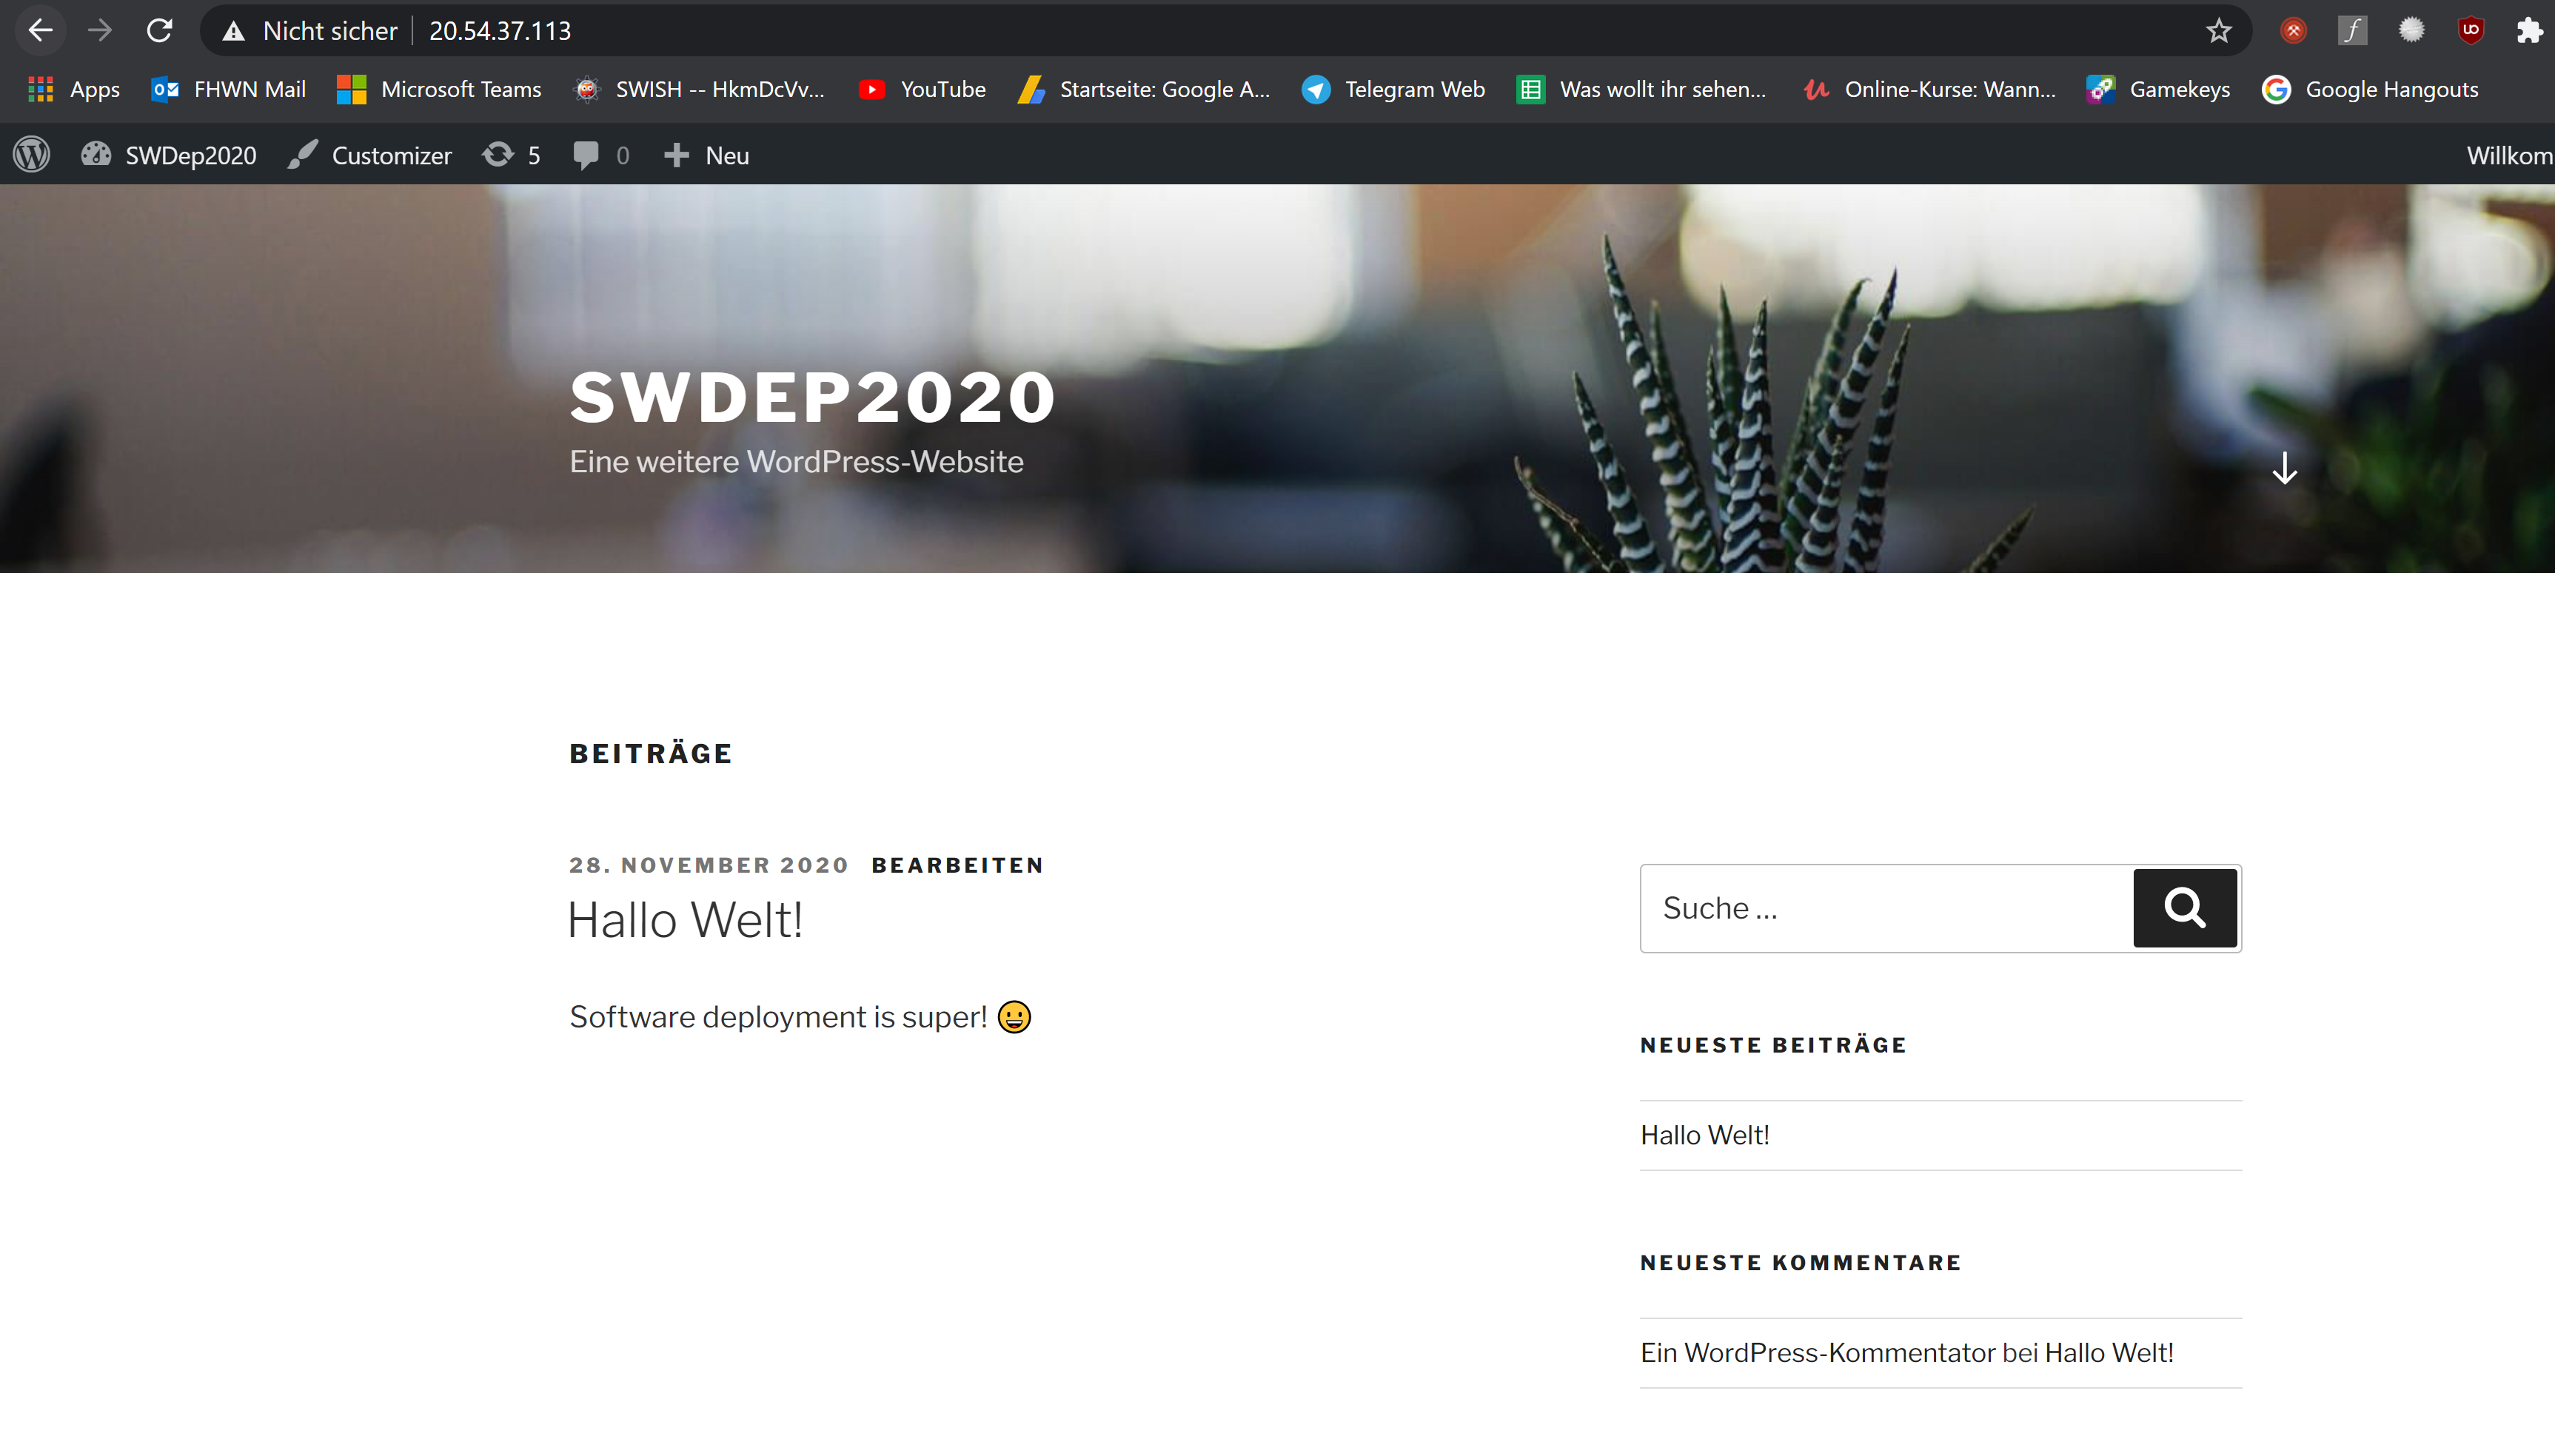 Nicht sicher 20.54.37.113
Apps FHWN Mail Microsoft Teams SWISH -- HkmDcVv... YouTube Startseite: Google A... Telegram Web Was wollt ihr sehen... Online-Kurse: Wann... Gamekeys Google Hangouts
SWDep2020 Customizer 5 0 Neu Willkom
SWDEP2020
Eine weitere WordPress-Website
BEITRÄGE
28. NOVEMBER 2020 BEARBEITEN
Hallo Welt!
Software deployment is super! 😀
Suche …
NEUESTE BEITRÄGE
Hallo Welt!
NEUESTE KOMMENTARE
Ein WordPress-Kommentator bei Hallo Welt!